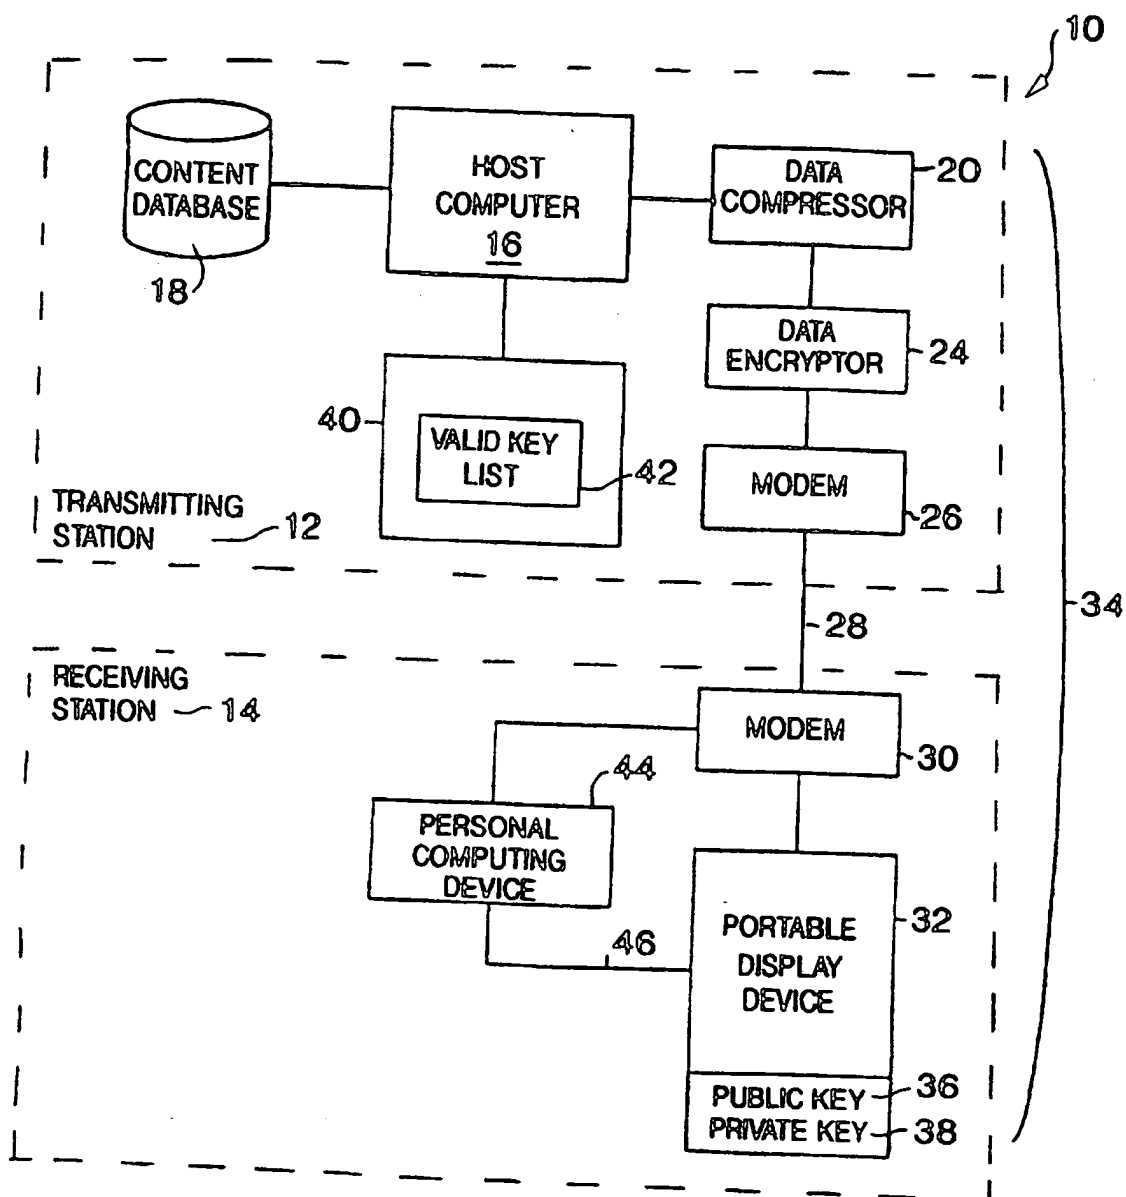 10
CONTENT
DATABASE
18
HOST
COMPUTER
16
DATA
COMPRESSOR
20
DATA
ENCRYPTOR
24
40
VALID KEY
LIST
42
MODEM
26
TRANSMITTING
STATION
12
28
34
RECEIVING
STATION
14
MODEM
30
44
PERSONAL
COMPUTING
DEVICE
46
PORTABLE
DISPLAY
DEVICE
32
PUBLIC KEY
36
PRIVATE KEY
38